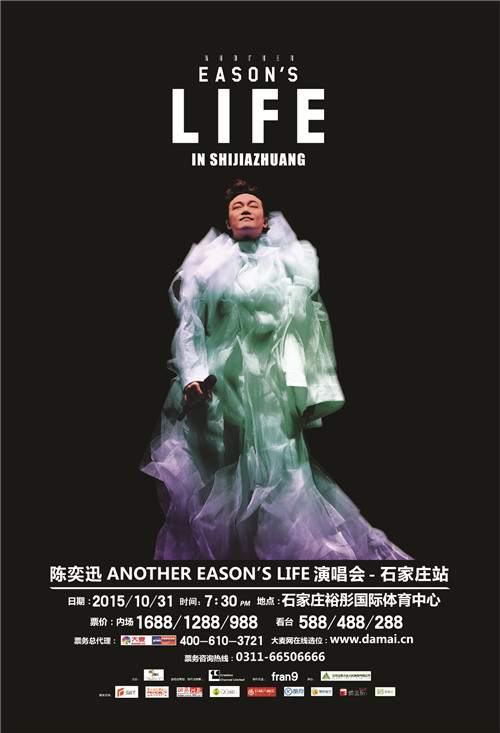 ANOTHER
EASON'S
LIFE
IN SHIJIAZHUANG
陈奕迅 ANOTHER EASON'S LIFE 演唱会 - 石家庄站
日期：2015/10/31 时间：7:30 PM 地点：石家庄裕彤国际体育中心
票价：内场 1688/1288/988 看台 588/488/288
票务总代理： 大麦 400-610-3721 大麦网在线选位：www.damai.cn
票务咨询热线：0311-66506666
fran9